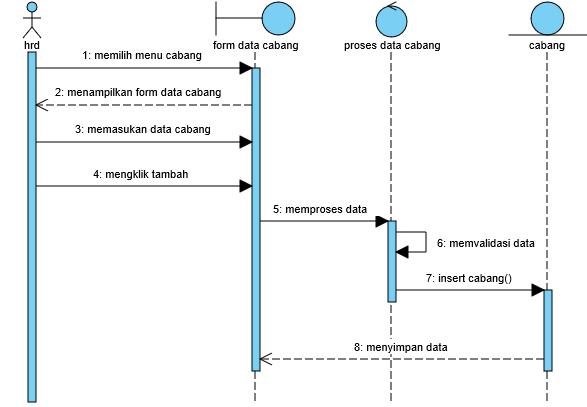 hrd
form data cabang
proses data cabang
cabang
1: memilih menu cabang
2: menampilkan form data cabang
3: memasukan data cabang
4: mengklik tambah
5: memproses data
6: memvalidasi data
7: insert cabang()
8: menyimpan data